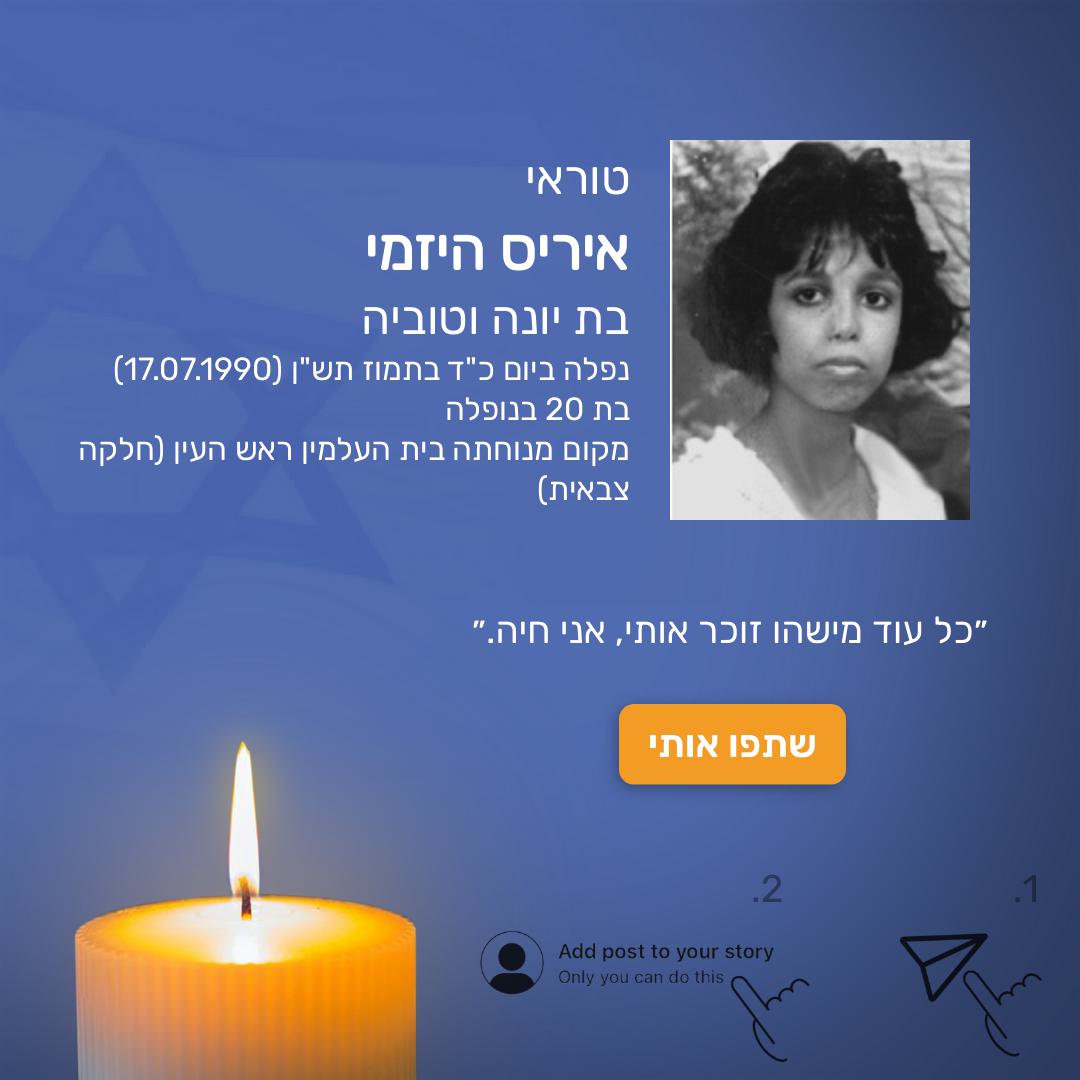 טוראי
איריס היזמי
בת יונה וטוביה
נפלה ביום כ"ד בתמוז תש"ן (17.07.1990)
בת 20 בנופלה
מקום מנוחתה בית העלמין ראש העין (חלקה
צבאית)
״כל עוד מישהו זוכר אותי, אני חיה.״
שתפו אותי
.1
.2
Add post to your story
Only you can do this